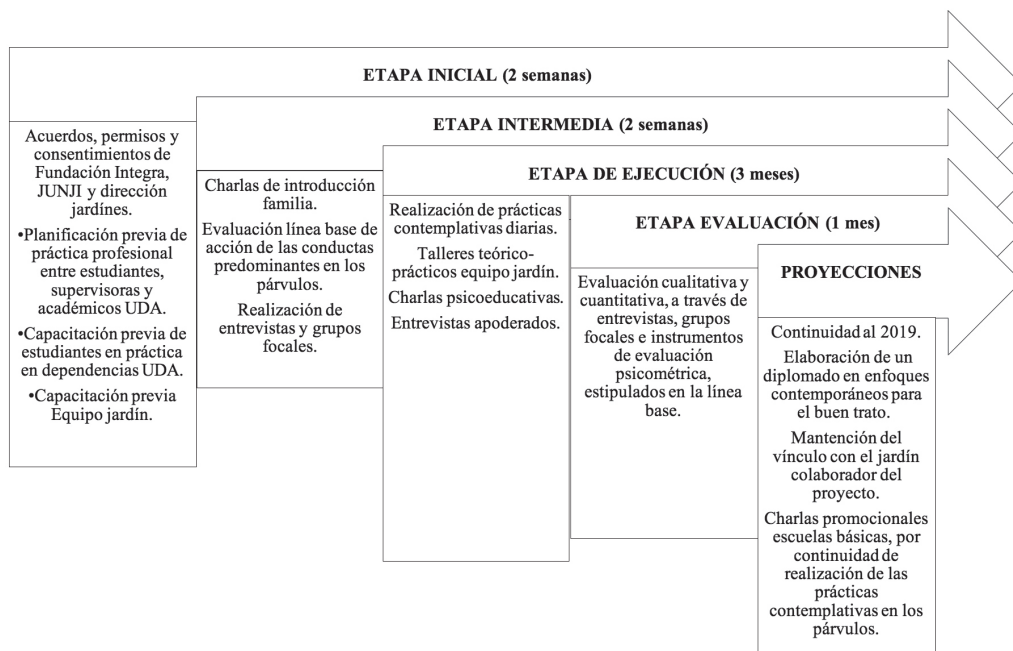 ETAPA INICIAL (2 semanas)
Acuerdos, permisos y
consentimientos de
Fundación Integra,
JUNJI y dirección
jardínes.
•Planificación previa de
práctica profesional
entre estudiantes,
supervisoras y
académicos UDA.
•Capacitación previa de
estudiantes en práctica
en dependencias UDA.
•Capacitación previa
Equipo jardín.
ETAPA INTERMEDIA (2 semanas)
Charlas de introducción
familia.
Evaluación línea base de
acción de las conductas
predominantes en los
párvulos.
Realización de
entrevistas y grupos
focales.
ETAPA DE EJECUCIÓN (3 meses)
Realización de prácticas
contemplativas diarias.
Talleres teórico-
prácticos equipo jardín.
Charlas psicoeducativas.
Entrevistas apoderados.
ETAPA EVALUACIÓN (1 mes)
Evaluación cualitativa y
cuantitativa, a través de
entrevistas, grupos
focales e instrumentos
de evaluación
psicométrica,
estipulados en la línea
base.
PROYECCIONES
Continuidad al 2019.
Elaboración de un
diplomado en enfoques
contemporáneos para
el buen trato.
Mantención del
vínculo con el jardín
colaborador del
proyecto.
Charlas promocionales
escuelas básicas, por
continuidad de
realización de las
prácticas
contemplativas en los
párvulos.